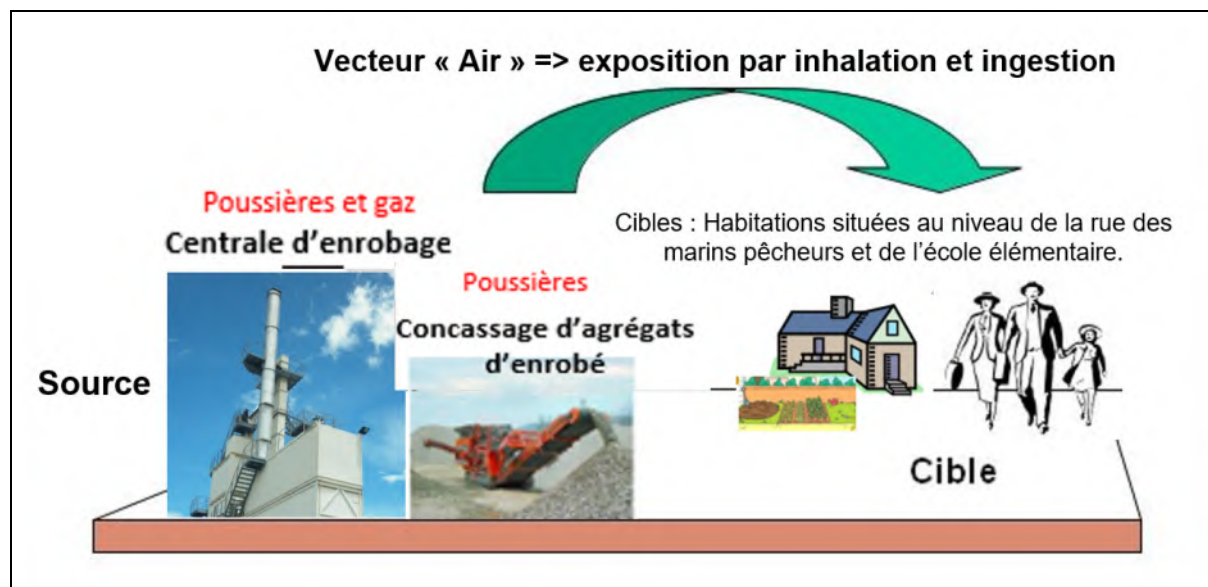 Vecteur « Air » => exposition par inhalation et ingestion
Poussières et gaz
Centrale d'enrobage
Cibles : Habitations situées au niveau de la rue des
marins pêcheurs et de l'école élémentaire.
Poussières
Concassage d'agrégats
d'enrobé
Source
Cible